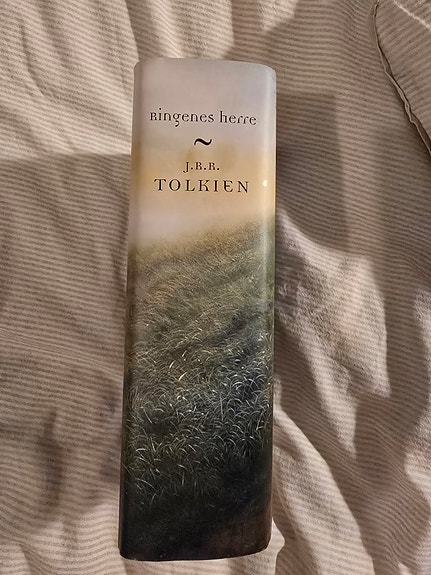 Ringenes herre
~
J.R.R.
TOLKIEN